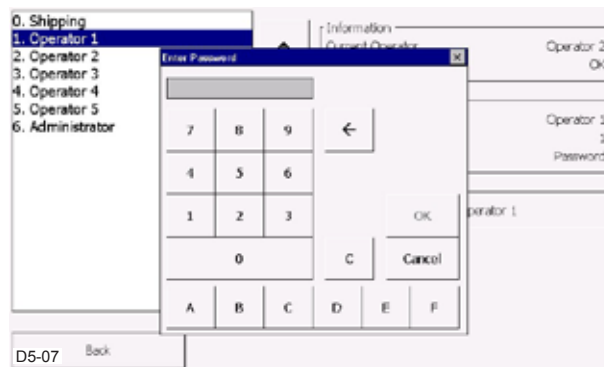 0. Shipping
1. Operator 1
2. Operator 2
3. Operator 3
4. Operator 4
5. Operator 5
6. Administrator
Information
Current Operator
Operator 2
OK
Operator 1
Password
Operator 1
Enter Password
7 8 9 ←
4 5 6
1 2 3 OK
0 C Cancel
A B C D E F
D5-07 Back